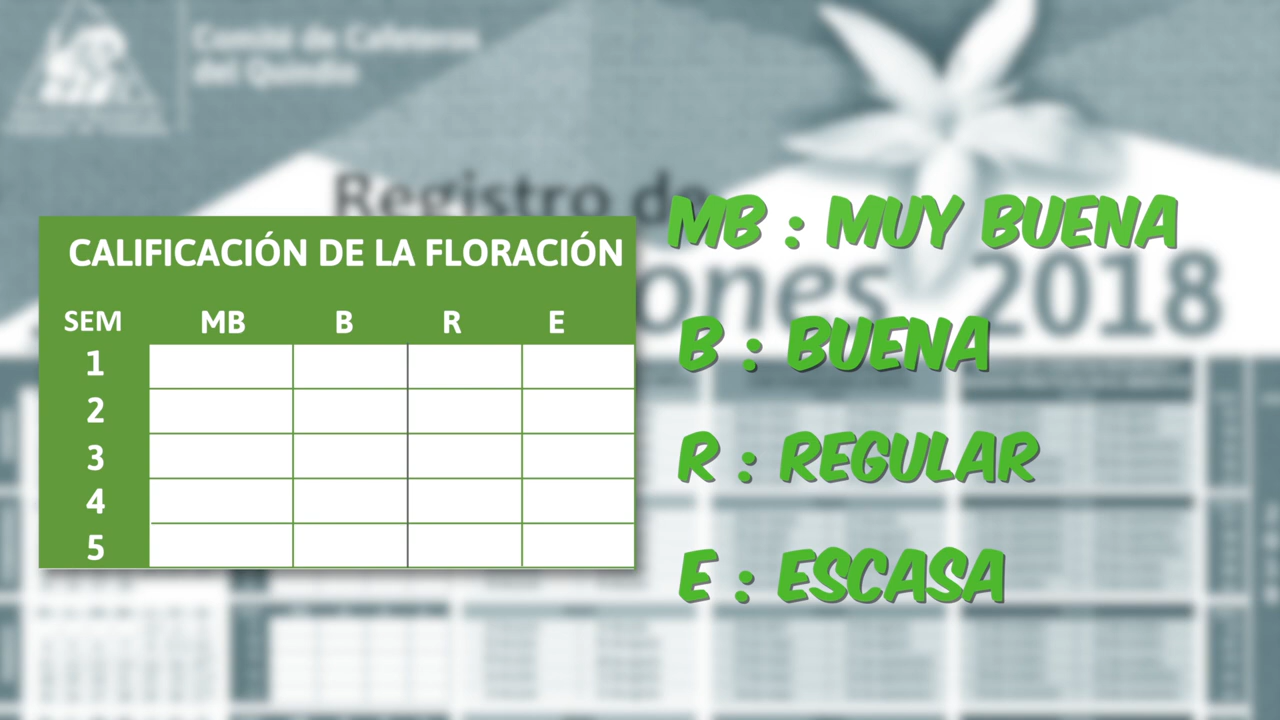 Comité de Cafeteros
del Quindío
Registro de
ones 2018
CALIFICACIÓN DE LA FLORACIÓN
SEM MB B R E
1
2
3
4
5
MB : MUY BUENA
B : BUENA
R : REGULAR
E : ESCASA